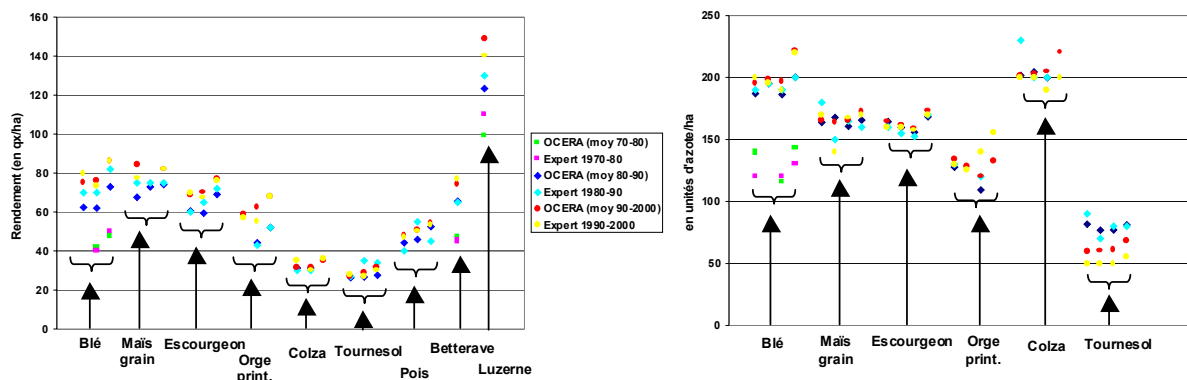 Rendement (en qx/ha)
160
140
120
100
80
60
40
20
0
Blé
Maïs
grain
Escourgeon
Orge
print.
Colza
Tournesol
Pois
Betterave
Luzerne
OCERA (moy 70-80)
Expert 1970-80
OCERA (moy 80-90)
Expert 1980-90
OCERA (moy 90-2000)
Expert 1990-2000
en unités d'azote/ha
250
200
150
100
50
0
Blé
Maïs
grain
Escourgeon
Orge
print.
Colza
Tournesol